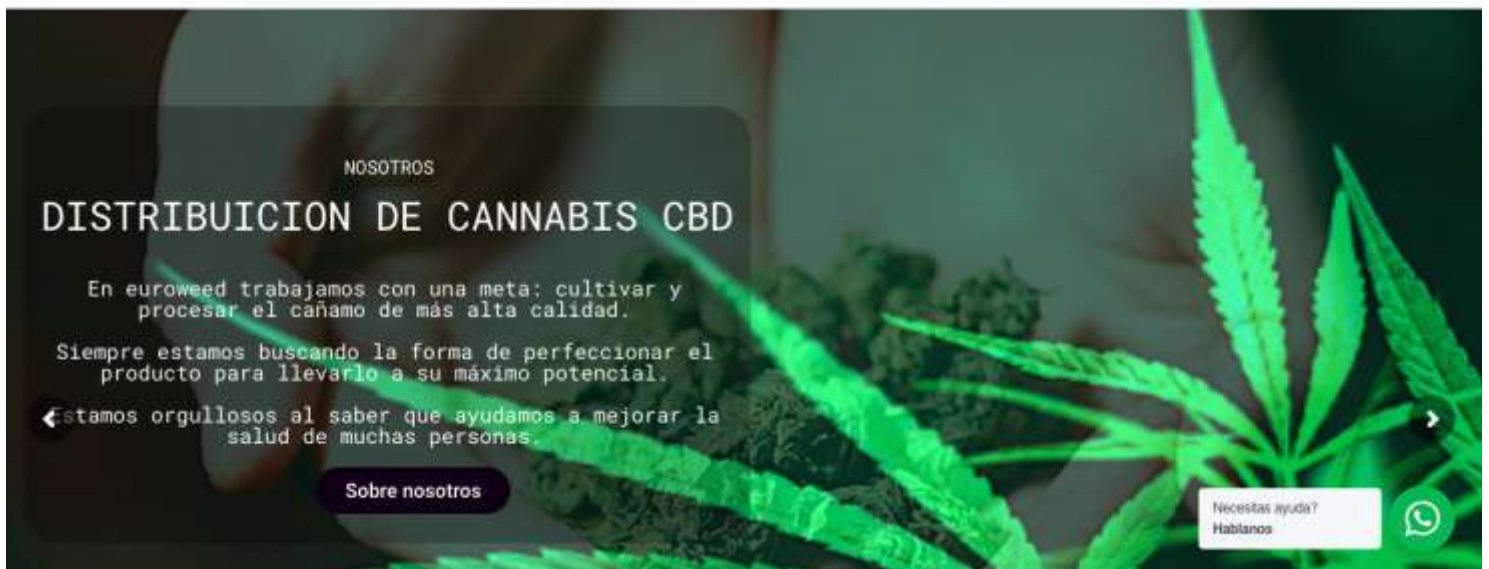 NOSOTROS
DISTRIBUICION DE CANNABIS CBD
En euroweed trabajamos con una meta: cultivar y
procesar el cañamo de más alta calidad.
Siempre estamos buscando la forma de perfeccionar el
producto para llevarlo a su máximo potencial.
Estamos orgullosos al saber que ayudamos a mejorar la
salud de muchas personas.
Sobre nosotros
Necesitas ayuda?
Hablanos